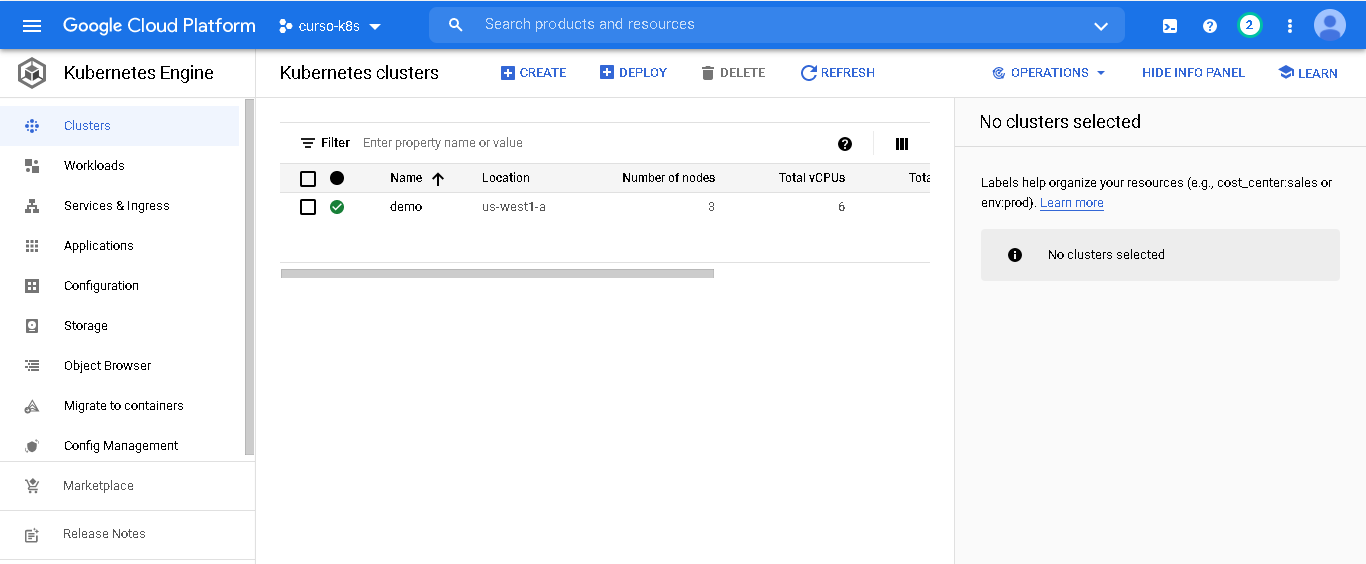 Google Cloud Platform curso-k8s Search products and resources 2
Kubernetes Engine
Kubernetes clusters CREATE DEPLOY DELETE REFRESH OPERATIONS HIDE INFO PANEL LEARN
Clusters
Workloads
Services & Ingress
Applications
Configuration
Storage
Object Browser
Migrate to containers
Config Management
Marketplace
Release Notes
Filter Enter property name or value
Name Location Number of nodes Total vCPUs Tota
demo us-west1-a 3 6
No clusters selected
Labels help organize your resources (e.g., cost_center:sales or
env:prod). Learn more
No clusters selected